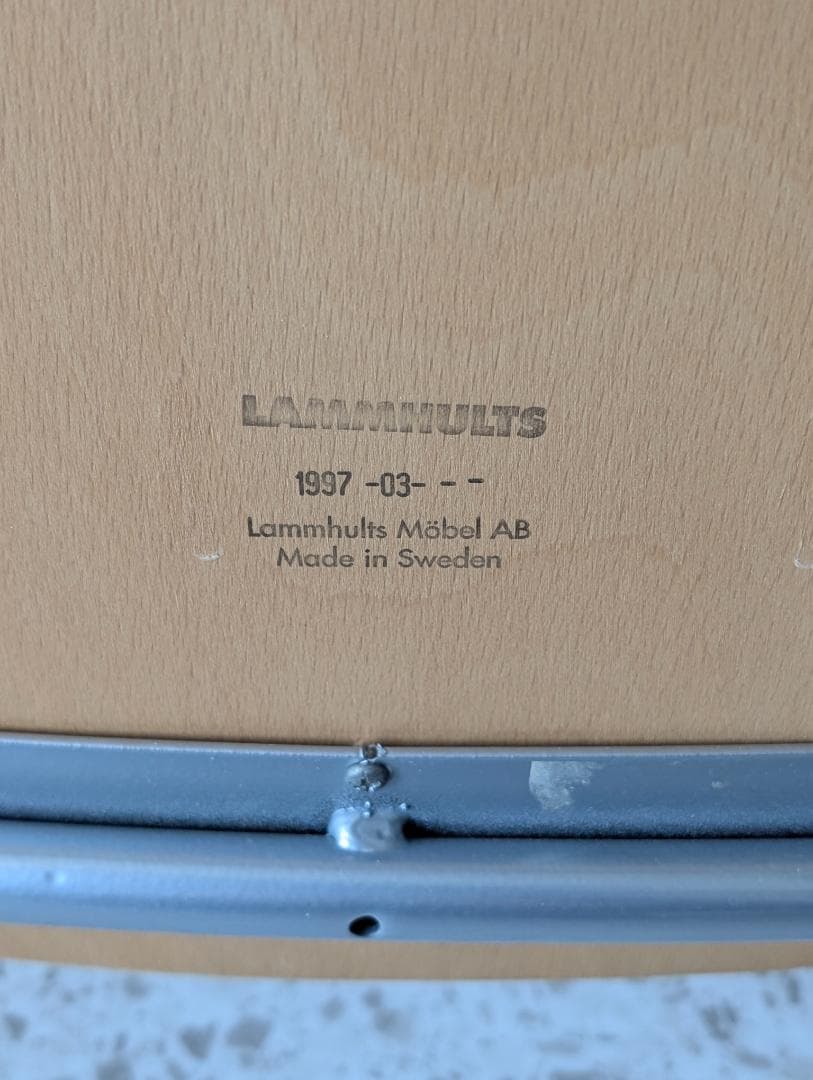 LAMMHULTS
1997 -03- - -
Lammhults Möbel AB
Made in Sweden